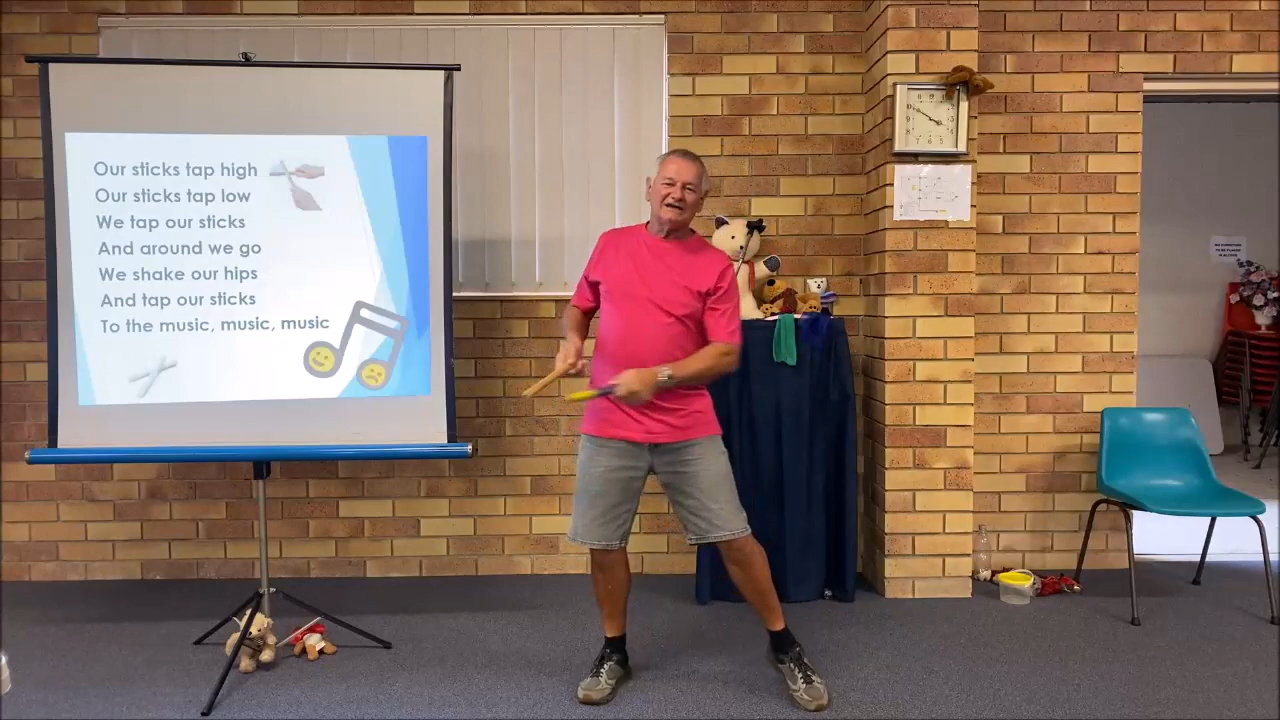 Our sticks tap high
Our sticks tap low
We tap our sticks
And around we go
We shake our hips
And tap our sticks
To the music, music, music